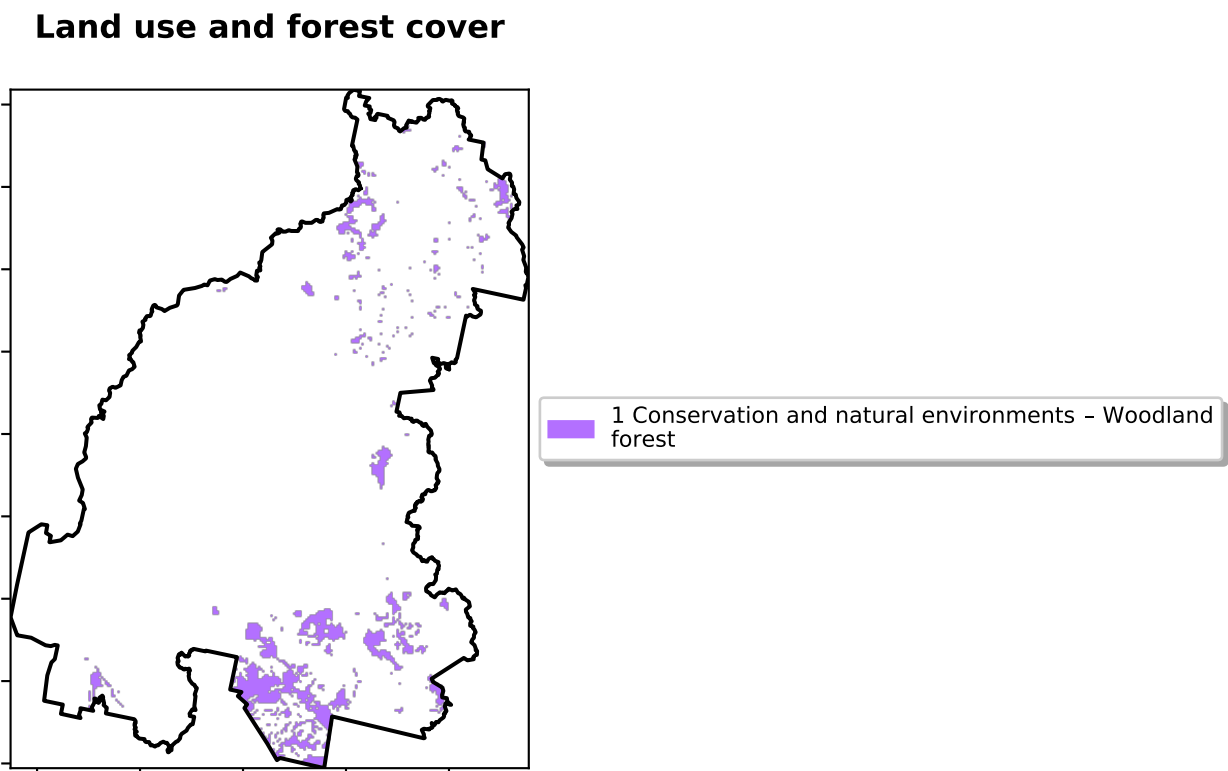 Land use and forest cover
1 Conservation and natural environments – Woodland
forest